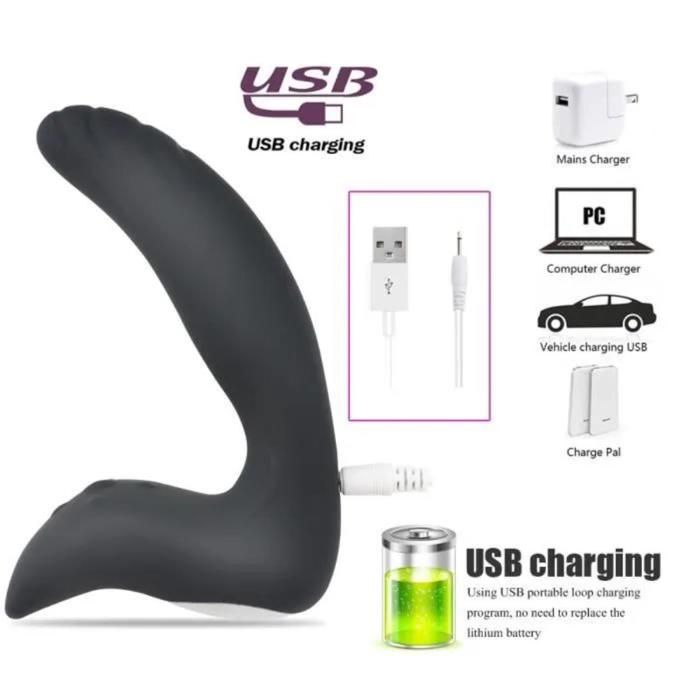 USB
USB charging
Mains Charger
PC
Computer Charger
Vehicle charging USB
Charge Pal
USB charging
Using USB portable loop charging
program, no need to replace the
lithium battery